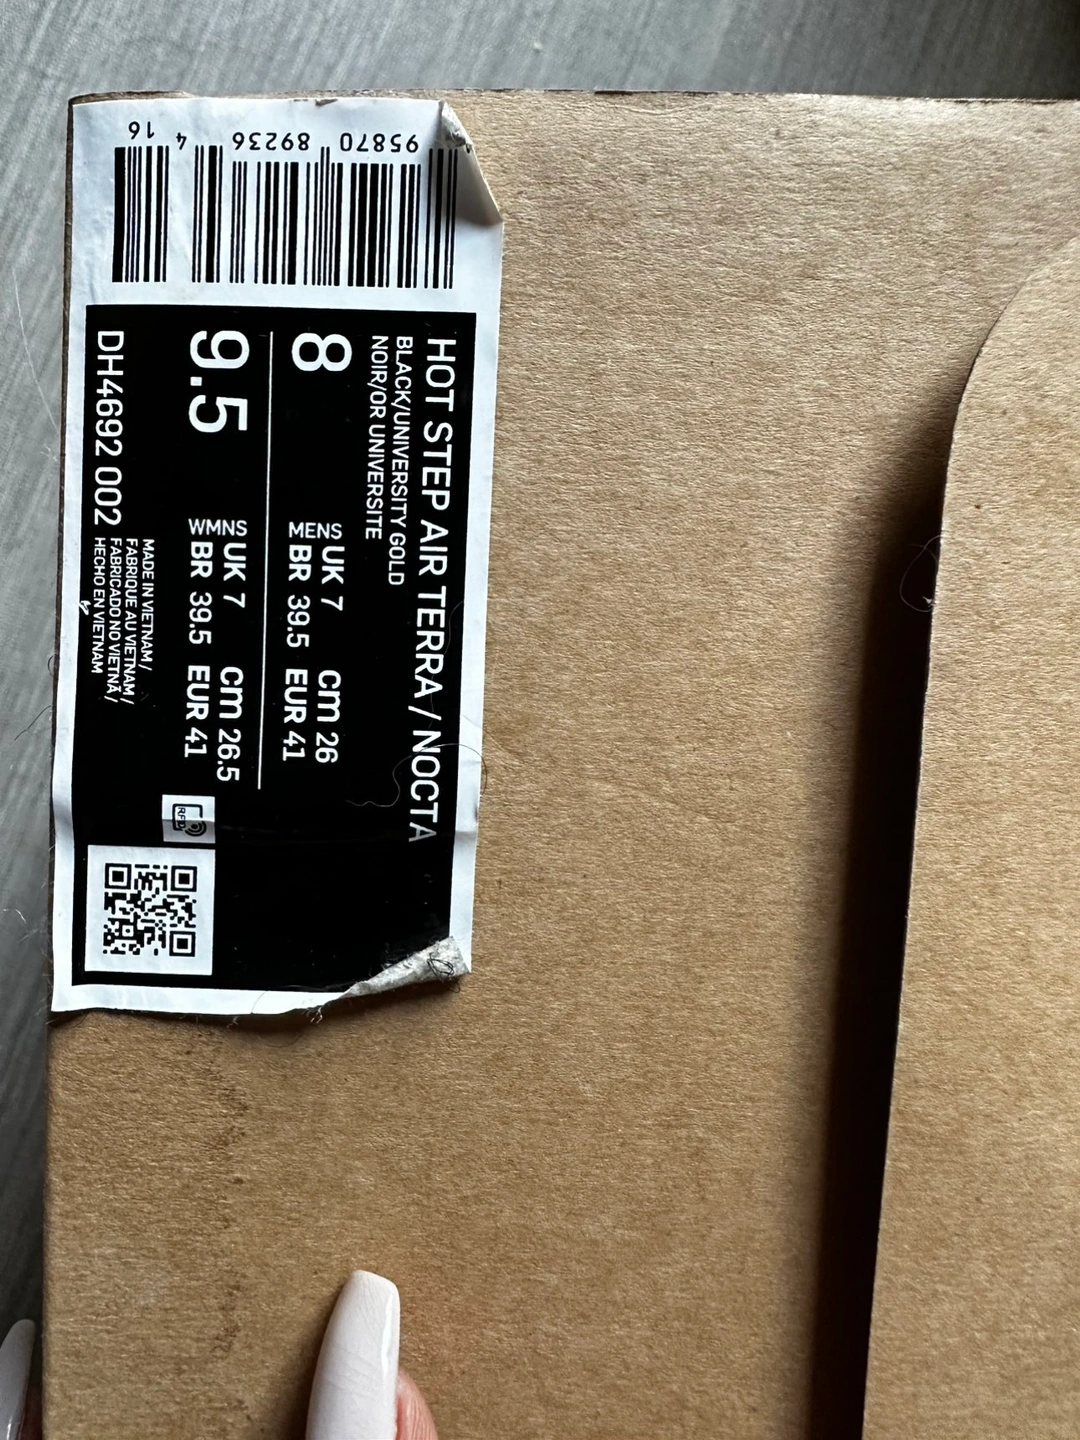 95870 89236 4 16
HOT STEP AIR TERRA / NOCTA
BLACK/UNIVERSITY GOLD
NOIR/OR UNIVERSITE
8
MENS UK 7 cm 26
BR 39.5 EUR 41
9.5
WMNS UK 7 cm 26.5
BR 39.5 EUR 41
DH4692 002
MADE IN VIETNAM /
FABRIQUE AU VIETNAM /
FABRICADO NO VIETNÃ /
HECHO EN VIETNAM
RFID